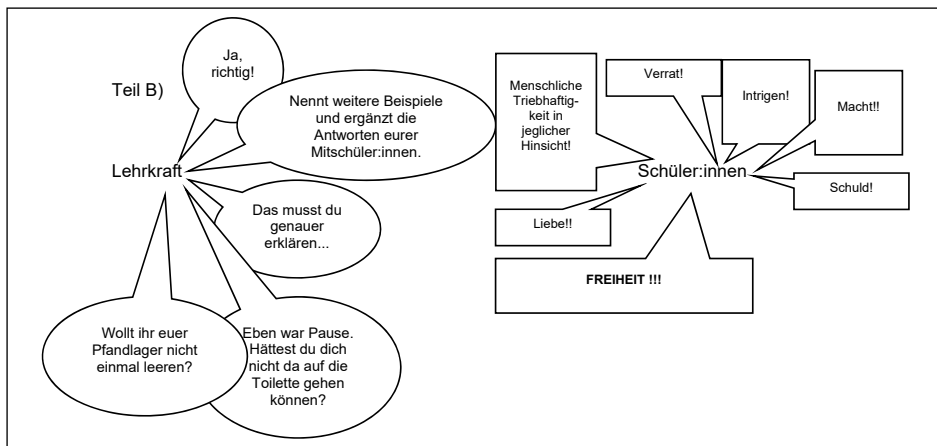 Teil B)
Ja,
richtig!
Nennt weitere Beispiele
und ergänzt die
Antworten eurer
Mitschüler:innen.
Lehrkraft
Das musst du
genauer
erklären...
Wollt ihr euer
Pfandlager nicht
einmal leeren?
Eben war Pause.
Hättest du dich
nicht da auf die
Toilette gehen
können?
Menschliche
Triebhaftig-
keit in
jeglicher
Hinsicht!
Verrat!
Intrigen!
Macht!!
Schüler:innen
Schuld!
Liebe!!
FREIHEIT !!!